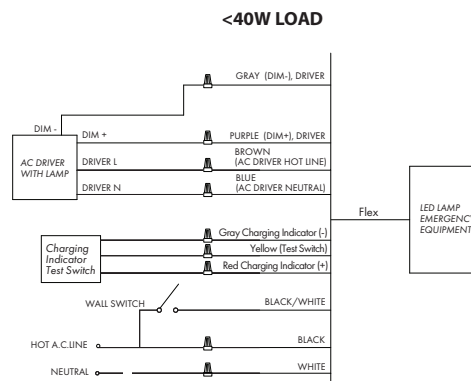 <40W LOAD
GRAY (DIM-), DRIVER
DIM -
DIM +
PURPLE (DIM+), DRIVER
AC DRIVER
WITH LAMP
DRIVER L
BROWN
(AC DRIVER HOT LINE)
DRIVER N
BLUE
(AC DRIVER NEUTRAL)
Flex
LED LAMP
EMERGENCY
EQUIPMENT
Charging
Indicator
Test Switch
Gray Charging Indicator (-)
Yellow (Test Switch)
Red Charging Indicator (+)
WALL SWITCH
BLACK/WHITE
HOT A.C.LINE
BLACK
NEUTRAL
WHITE